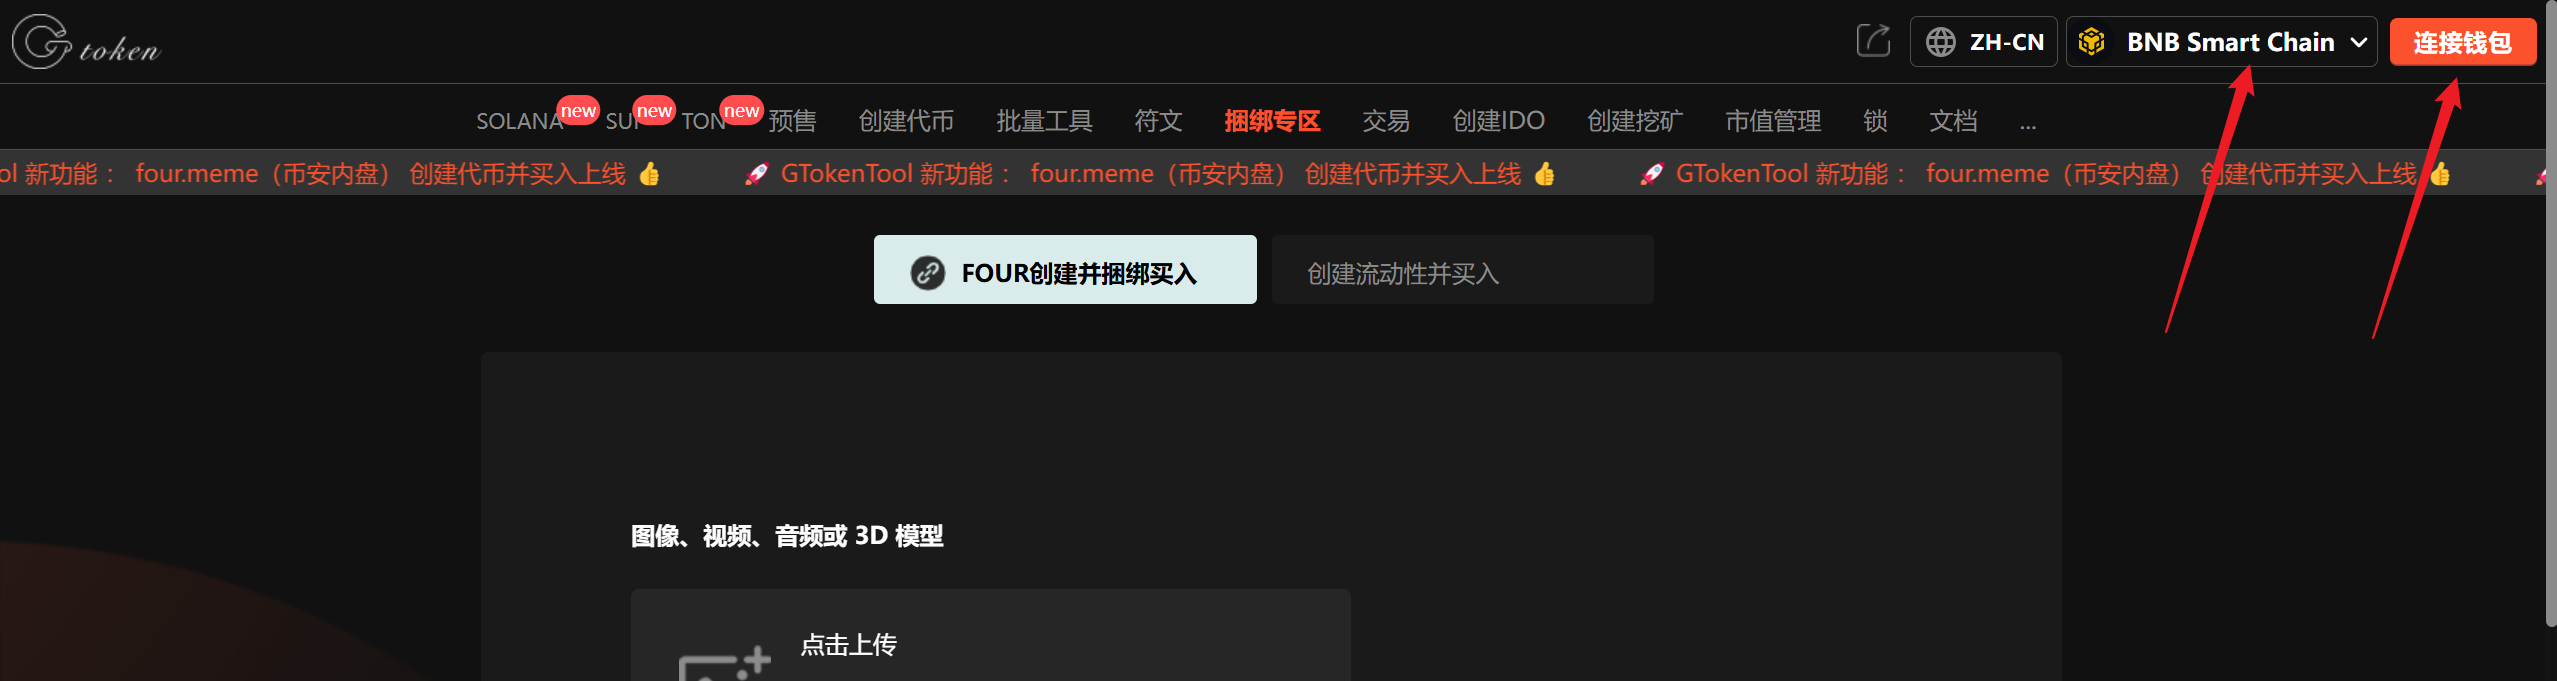 G token
ZH-CN
BNB Smart Chain
连接钱包
SOLANA new SUI new TON new 预售 创建代币 批量工具 符文 捆绑专区 交易 创建IDO 创建挖矿 市值管理 锁 文档 ...
ol 新功能： four.meme（币安内盘） 创建代币并买入上线 👍 🚀 GTokenTool 新功能： four.meme（币安内盘） 创建代币并买入上线 👍 🚀 GTokenTool 新功能： four.meme（币安内盘） 创建代币并买入上线 👍 🚀
FOUR创建并捆绑买入
创建流动性并买入
图像、视频、音频或 3D 模型
点击上传